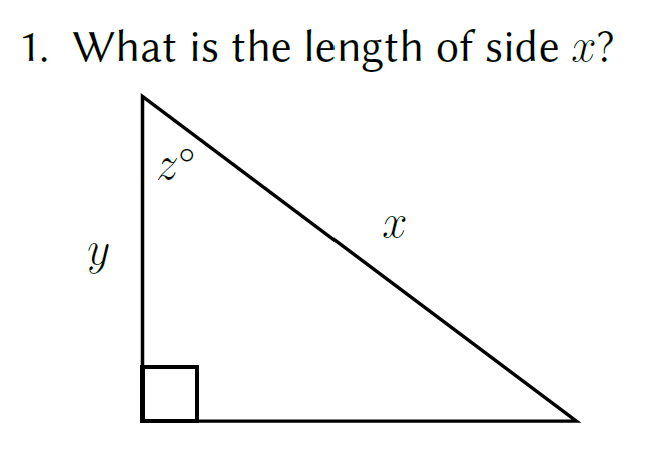 1. What is the length of side x?
z°
x
y